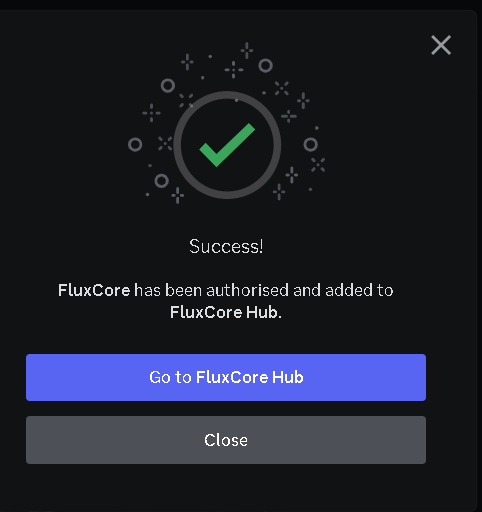 Success!
FluxCore has been authorised and added to
FluxCore Hub.
Go to FluxCore Hub
Close